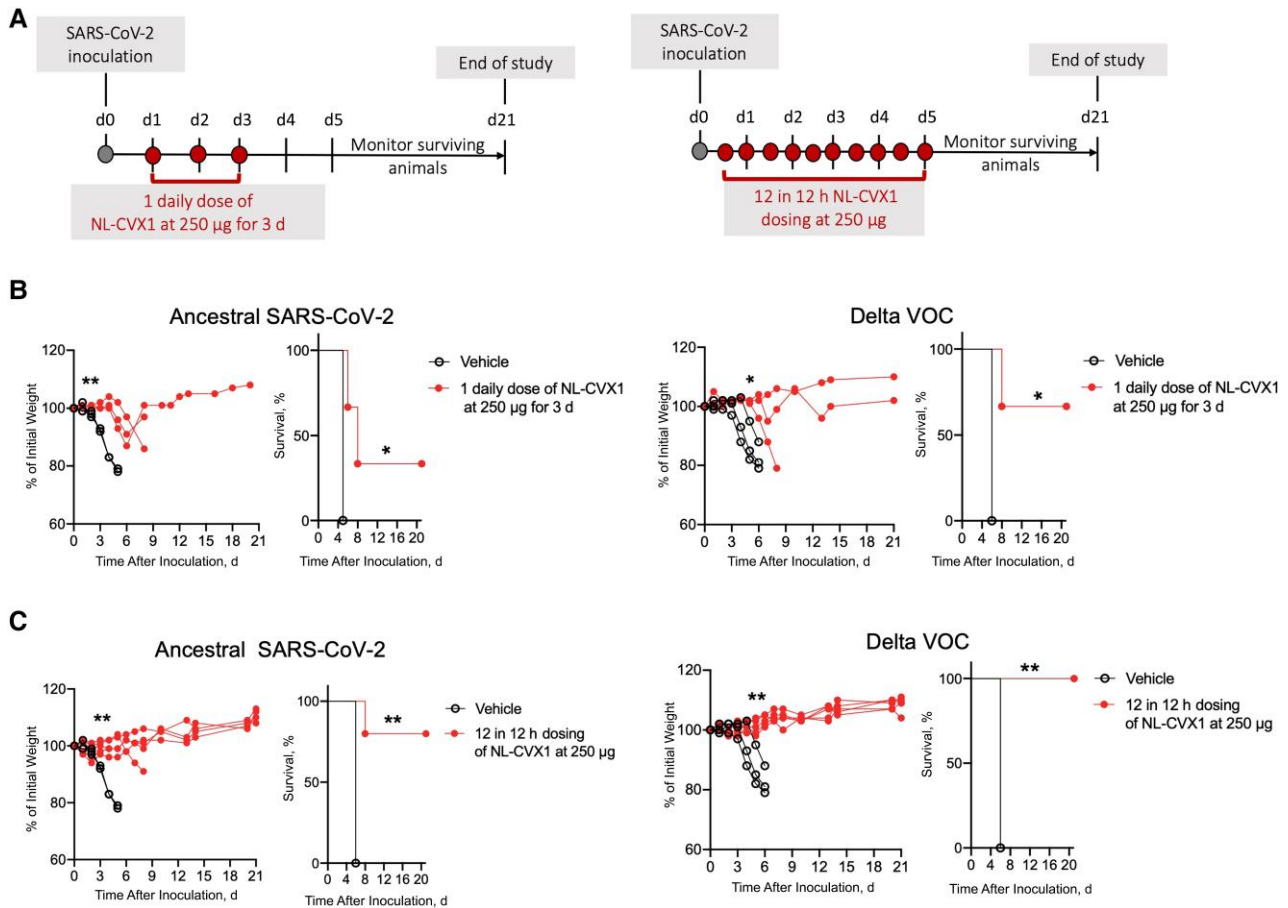 A
SARS-CoV-2
inoculation
End of study
d0
d1
d2
d3
d4
d5
d21
Monitor surviving
animals
1 daily dose of
NL-CVX1 at 250 µg for 3 d
SARS-CoV-2
inoculation
End of study
d0
d1
d2
d3
d4
d5
d21
Monitor surviving
animals
12 in 12 h NL-CVX1
dosing at 250 µg
B
Ancestral SARS-CoV-2
% of Initial Weight
120
100
80
60
**
0 3 6 9 12 15 18 21
Time After Inoculation, d
Survival, %
100
50
0
*
0 4 8 12 16 20
Time After Inoculation, d
Vehicle
1 daily dose of NL-CVX1
at 250 µg for 3 d
Delta VOC
% of Initial Weight
120
100
80
60
*
0 3 6 9 12 15 18 21
Time After Inoculation, d
Survival, %
100
50
0
*
0 4 8 12 16 20
Time After Inoculation, d
Vehicle
1 daily dose of NL-CVX1
at 250 µg for 3 d
C
Ancestral SARS-CoV-2
% of Initial Weight
120
100
80
60
**
0 3 6 9 12 15 18 21
Time After Inoculation, d
Survival, %
100
50
0
**
0 4 8 12 16 20
Time After Inoculation, d
Vehicle
12 in 12 h dosing
of NL-CVX1 at 250 µg
Delta VOC
% of Initial Weight
120
100
80
60
**
0 3 6 9 12 15 18 21
Time After Inoculation, d
Survival, %
100
50
0
**
0 4 8 12 16 20
Time After Inoculation, d
Vehicle
12 in 12 h dosing
of NL-CVX1 at 250 µg